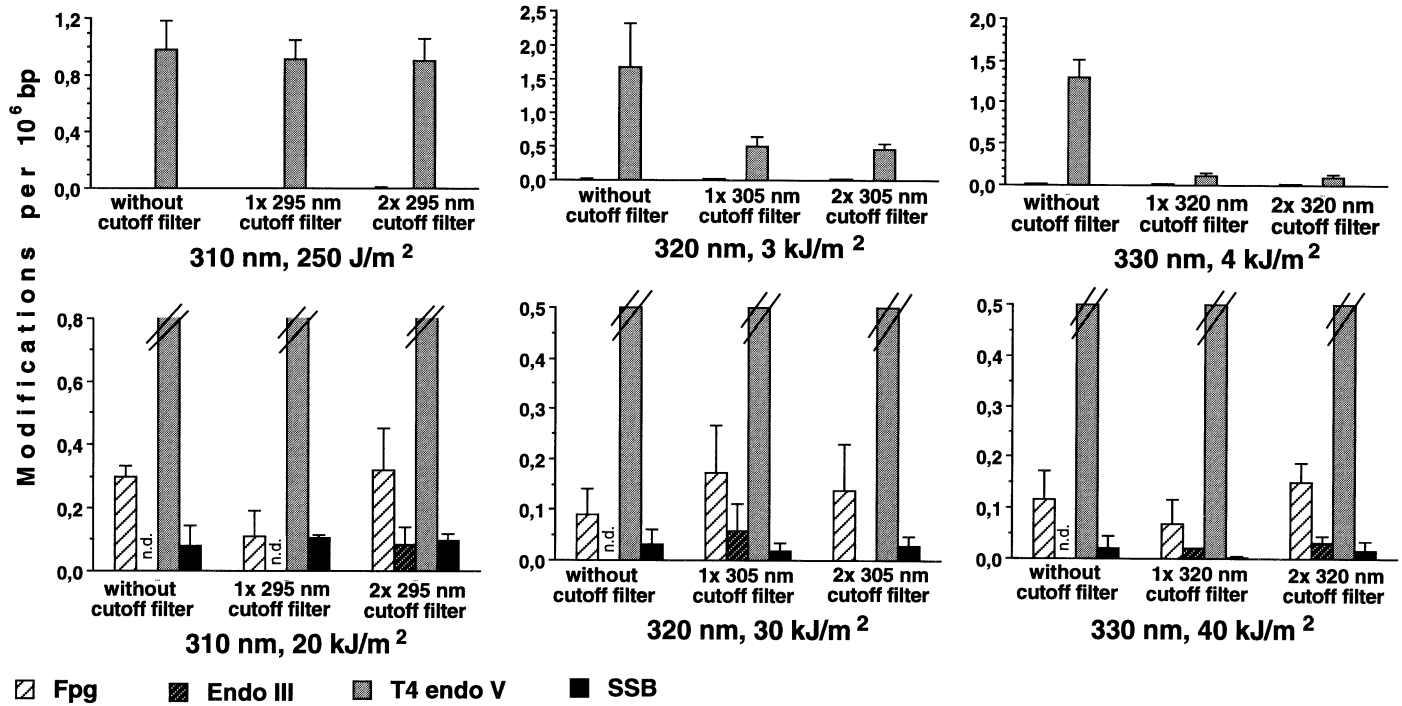 Modifications per 10⁶ bp
1,2
0,8
0,4
0,0
without
cutoff filter
1x 295 nm
cutoff filter
2x 295 nm
cutoff filter
310 nm, 250 J/m²
2,5
2,0
1,5
1,0
0,5
0,0
without
cutoff filter
1x 305 nm
cutoff filter
2x 305 nm
cutoff filter
320 nm, 3 kJ/m²
2,0
1,5
1,0
0,5
0,0
without
cutoff filter
1x 320 nm
cutoff filter
2x 320 nm
cutoff filter
330 nm, 4 kJ/m²
0,8
0,6
0,4
0,2
0,0
n.d.
n.d.
without
cutoff filter
1x 295 nm
cutoff filter
2x 295 nm
cutoff filter
310 nm, 20 kJ/m²
0,5
0,4
0,3
0,2
0,1
0,0
n.d.
without
cutoff filter
1x 305 nm
cutoff filter
2x 305 nm
cutoff filter
320 nm, 30 kJ/m²
0,5
0,4
0,3
0,2
0,1
0,0
n.d.
without
cutoff filter
1x 320 nm
cutoff filter
2x 320 nm
cutoff filter
330 nm, 40 kJ/m²
Fpg
Endo III
T4 endo V
SSB